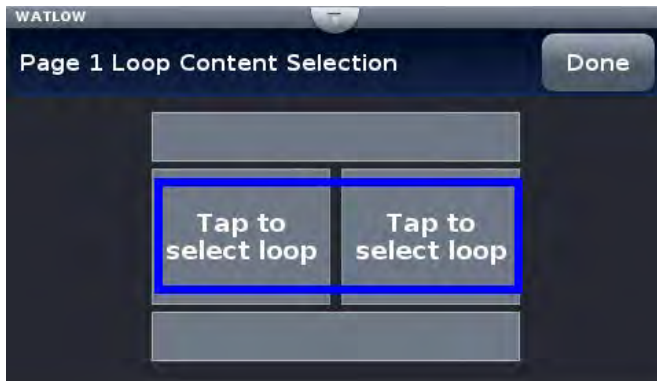 WATLOW
Page 1 Loop Content Selection
Done
Tap to
select loop
Tap to
select loop